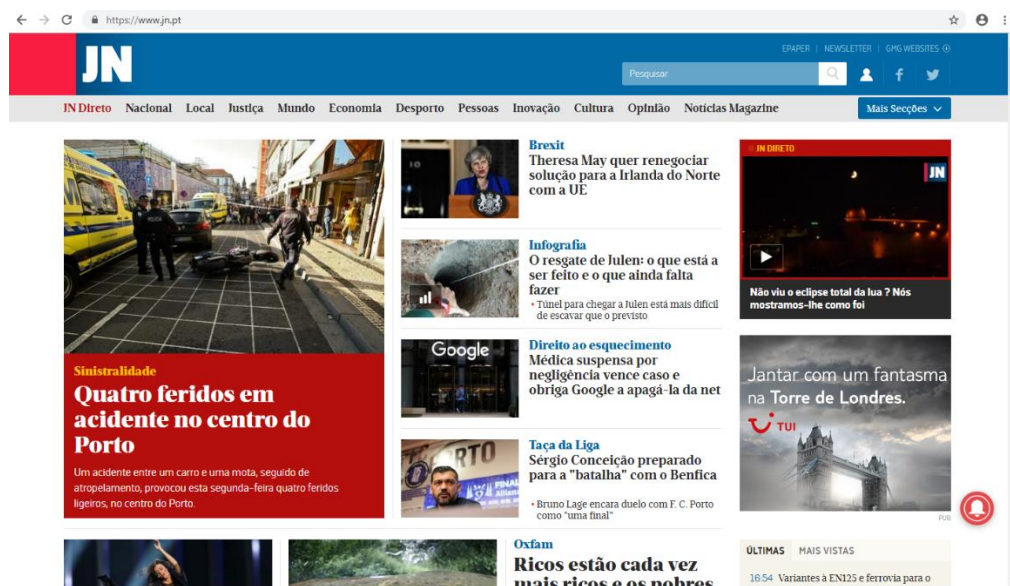 https://www.jn.pt
JN
EPAPER | NEWSLETTER | GMG WEBSITES
Pesquisar
JN Direto Nacional Local Justiça Mundo Economia Desporto Pessoas Inovação Cultura Opinião Notícias Magazine
Mais Secções
Sinistralidade
Quatro feridos em
acidente no centro do
Porto
Um acidente entre um carro e uma mota, seguido de
atropelamento, provocou esta segunda-feira quatro feridos
ligeiros, no centro do Porto.
Brexit
Theresa May quer renegociar
solução para a Irlanda do Norte
com a UE
Infografia
O resgate de Julen: o que está a
ser feito e o que ainda falta
fazer
• Túnel para chegar a Julen está mais difícil
de escavar que o previsto
Google
Direito ao esquecimento
Médica suspensa por
negligência vence caso e
obriga Google a apagá-la da net
Taça da Liga
Sérgio Conceição preparado
para a "batalha" com o Benfica
• Bruno Lage encara duelo com F. C. Porto
como "uma final"
Oxfam
Ricos estão cada vez
mais ricos e os pobres
JN DIRETO
JN
Não viu o eclipse total da lua ? Nós
mostramos-lhe como foi
Jantar com um fantasma
na Torre de Londres.
TUI
PUB
ÚLTIMAS MAIS VISTAS
16:54 Variantes à EN125 e ferrovia para o